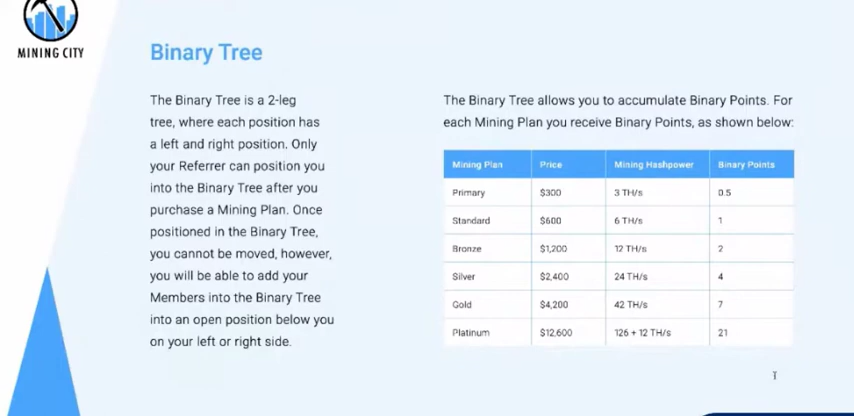 MINING CITY
Binary Tree
The Binary Tree is a 2-leg
tree, where each position has
a left and right position. Only
your Referrer can position you
into the Binary Tree after you
purchase a Mining Plan. Once
positioned in the Binary Tree,
you cannot be moved, however,
you will be able to add your
Members into the Binary Tree
into an open position below you
on your left or right side.
The Binary Tree allows you to accumulate Binary Points. For
each Mining Plan you receive Binary Points, as shown below:
Mining Plan Price Mining Hashpower Binary Points
Primary $300 3 TH/s 0.5
Standard $600 6 TH/s 1
Bronze $1,200 12 TH/s 2
Silver $2,400 24 TH/s 4
Gold $4,200 42 TH/s 7
Platinum $12,600 126 + 12 TH/s 21